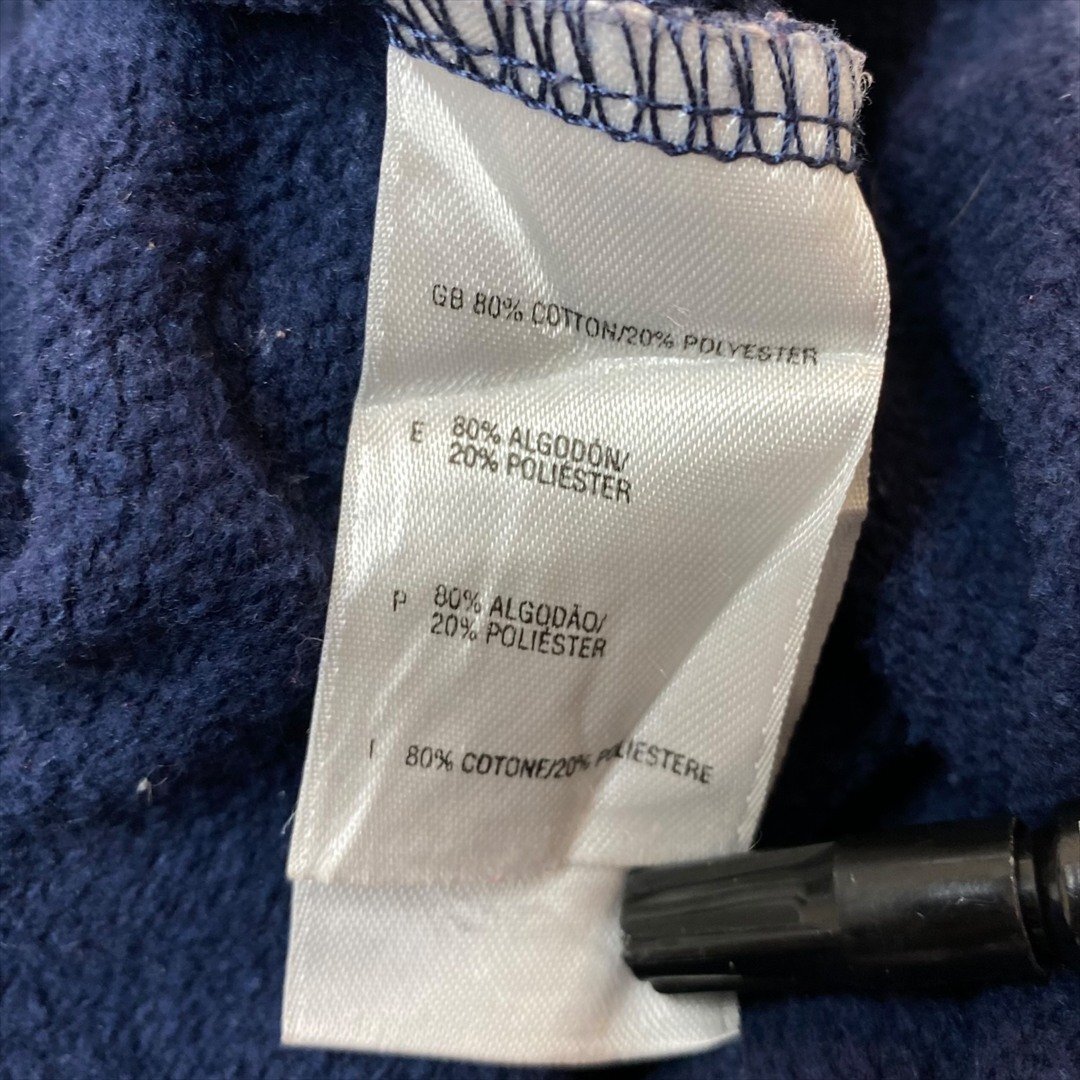 GB 80% COTTON/20% POLYESTER
E 80% ALGODÓN/
20% POLIÉSTER
P 80% ALGODÃO/
20% POLIÉSTER
I 80% COTONE/20% POLIESTERE